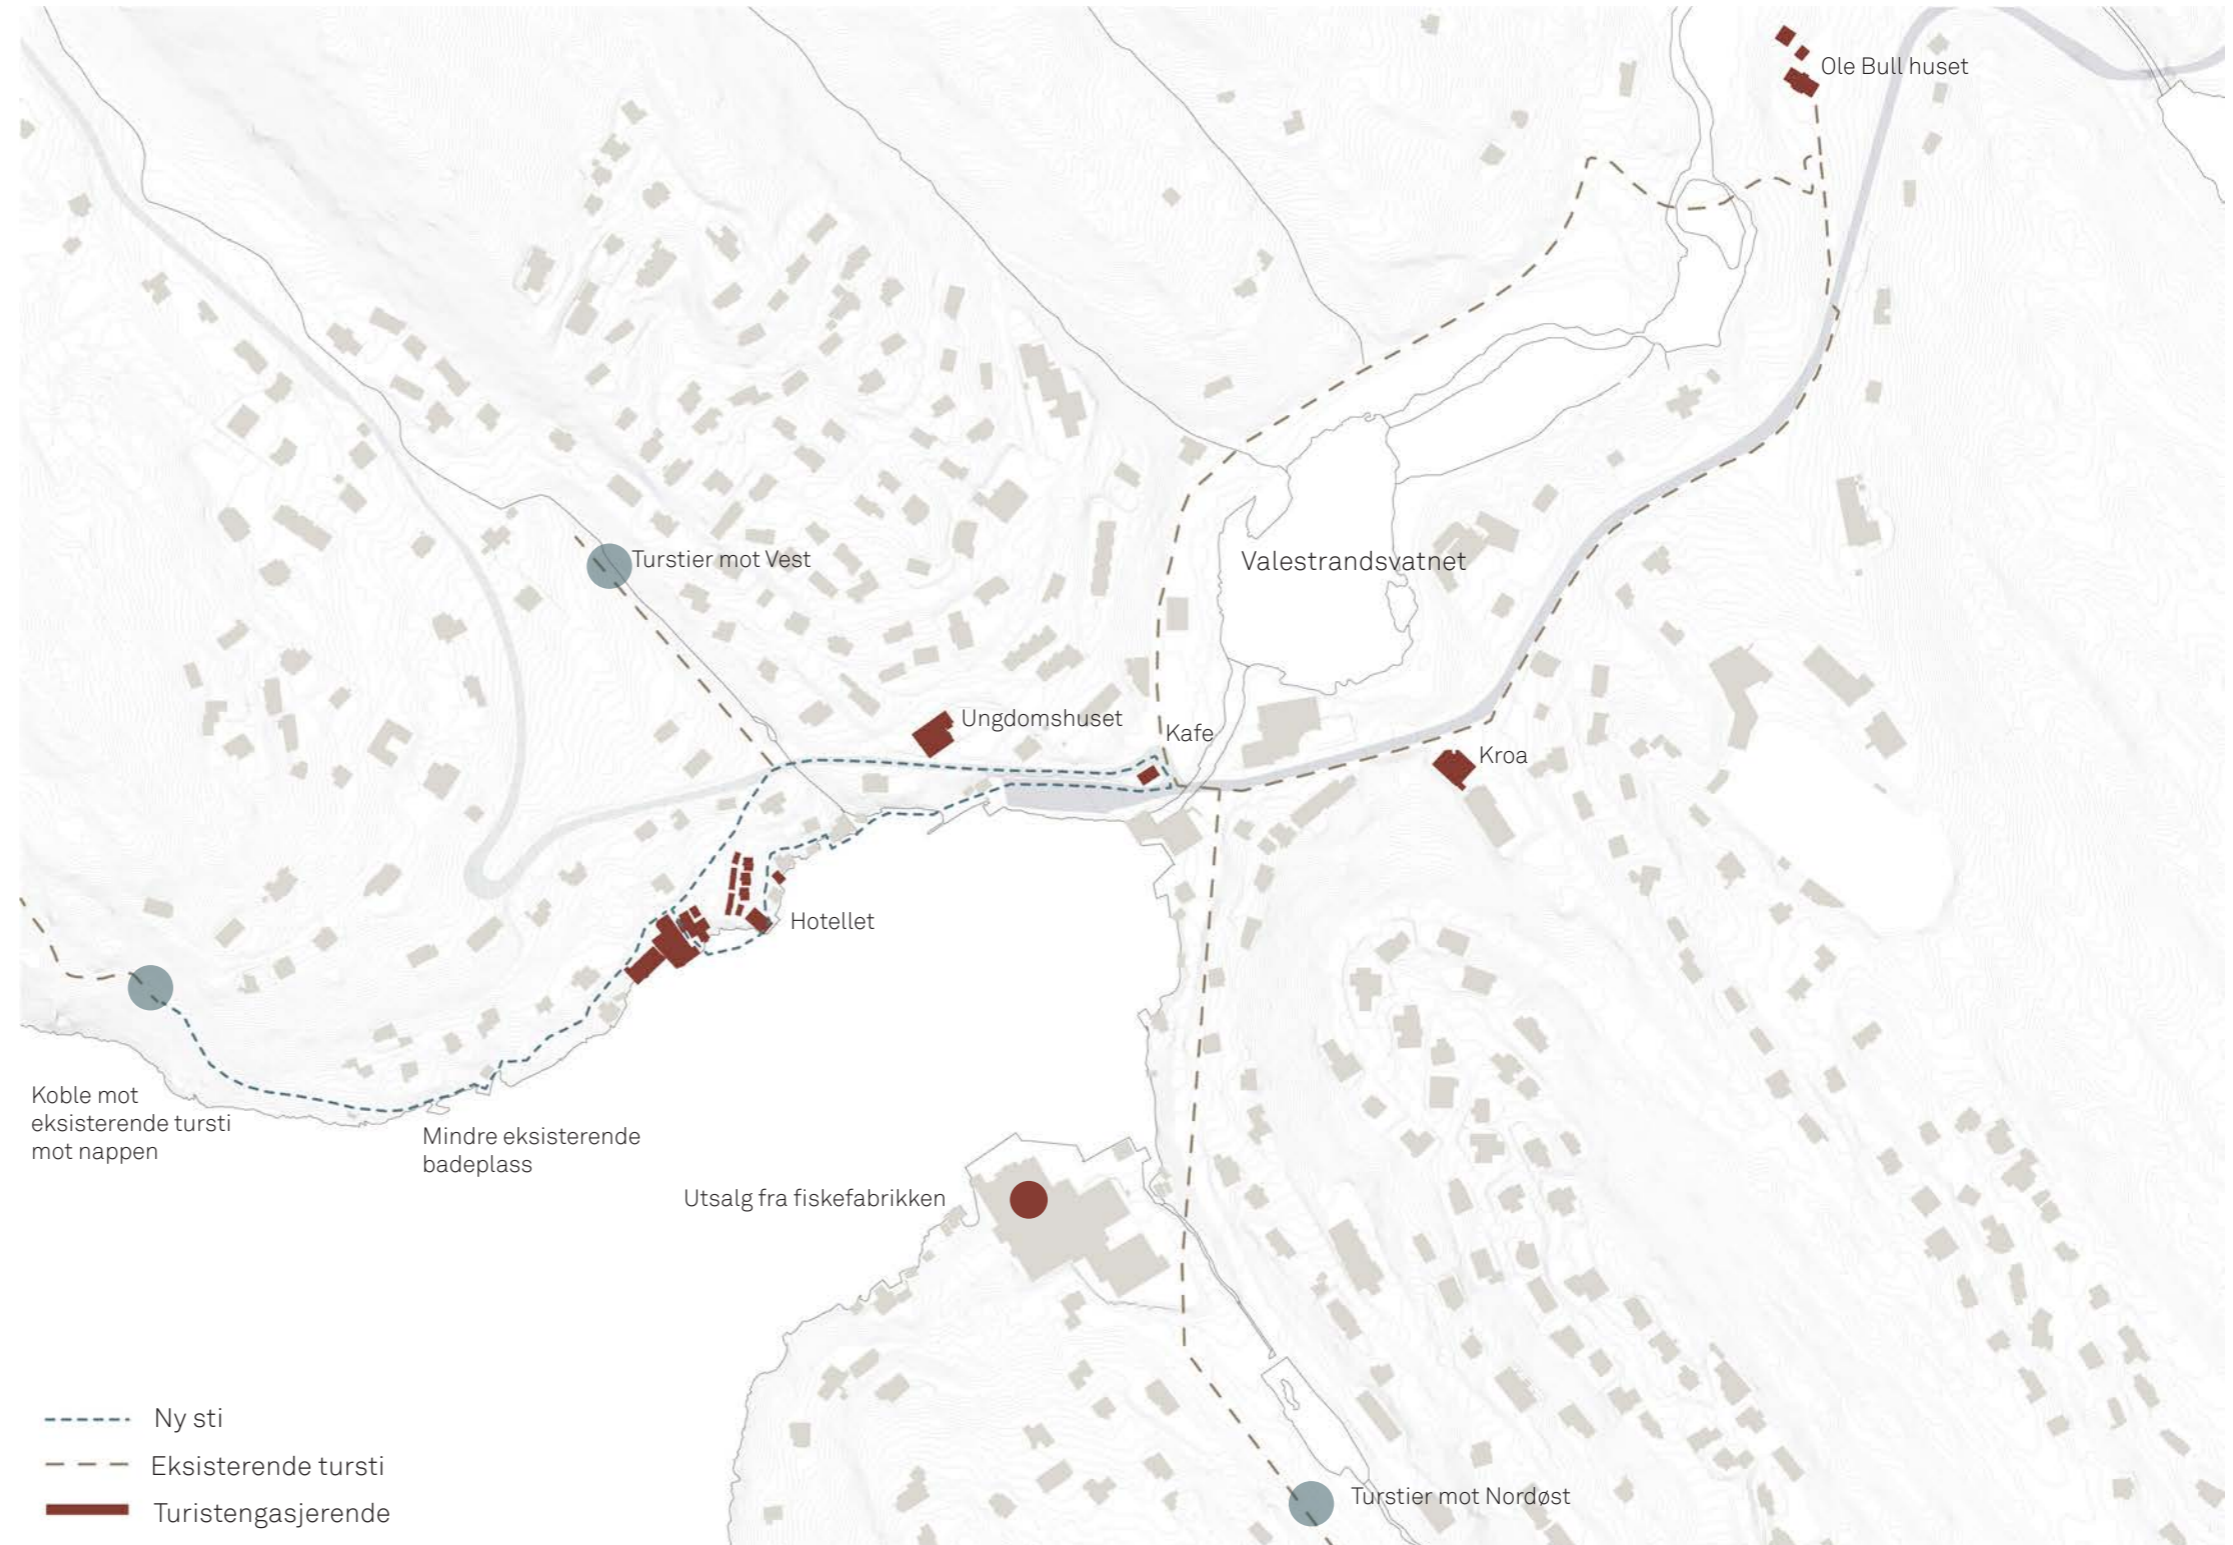 Ole Bull huset
Turstier mot Vest
Valestrandsvatnet
Ungdomshuset
Kafe
Kroa
Hotellet
Koble mot
eksisterende tursti
mot nappen
Mindre eksisterende
badeplass
Utsalg fra fiskefabrikken
Ny sti
Eksisterende tursti
Turistengasjerende
Turstier mot Nordøst